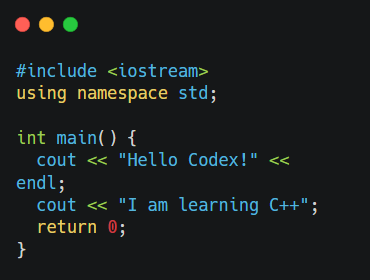 #include <iostream>
using namespace std;

int main() {
  cout << "Hello Codex!" <<
endl;
  cout << "I am learning C++";
  return 0;
}